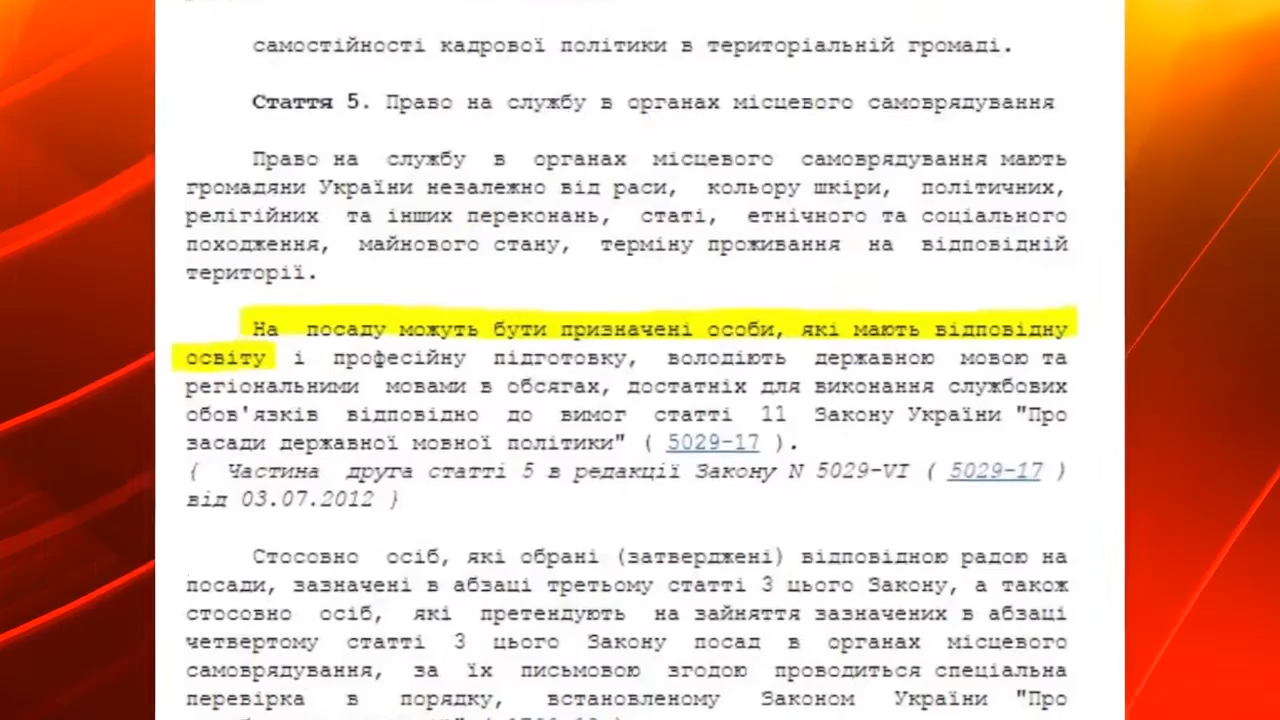 самостійності кадрової політики в територіальній громаді.
Стаття 5. Право на службу в органах місцевого самоврядування
Право на службу в органах місцевого самоврядування мають
громадяни України незалежно від раси, кольору шкіри, політичних,
релігійних та інших переконань, статі, етнічного та соціального
походження, майнового стану, терміну проживання на відповідній
території.
На посаду можуть бути призначені особи, які мають відповідну
освіту і професійну підготовку, володіють державною мовою та
регіональними мовами в обсягах, достатніх для виконання службових
обов'язків відповідно до вимог статті 11 Закону України "Про
засади державної мовної політики" ( 5029-17 ).
{ Частина друга статті 5 в редакції Закону N 5029-VI ( 5029-17 )
від 03.07.2012 }
Стосовно осіб, які обрані (затверджені) відповідною радою на
посади, зазначені в абзаці третьому статті 3 цього Закону, а також
стосовно осіб, які претендують на зайняття зазначених в абзаці
четвертому статті 3 цього Закону посад в органах місцевого
самоврядування, за їх письмовою згодою проводиться спеціальна
перевірка в порядку, встановленому Законом України "Про